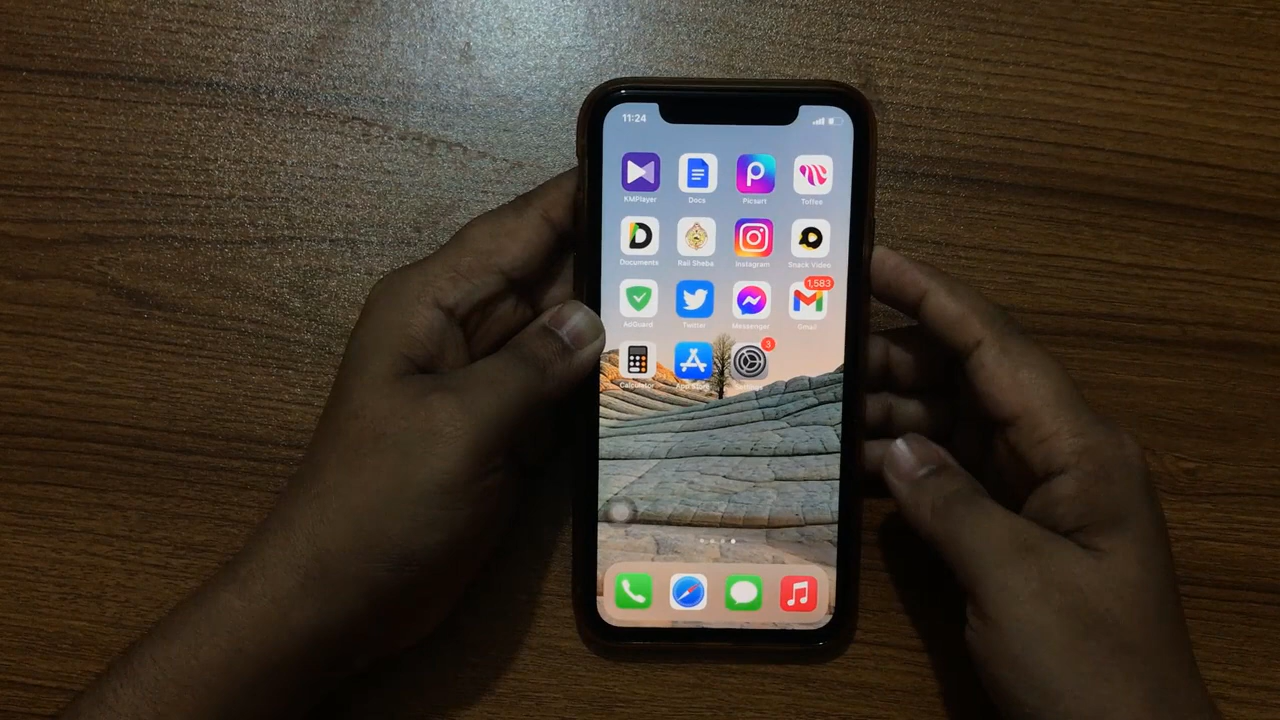 11:24
KMPlayer Docs Picsart Toffee
Documents Rail Sheba Instagram Snack Video
1,583
AdGuard Twitter Messenger Gmail
3
Calculator App Store Settings